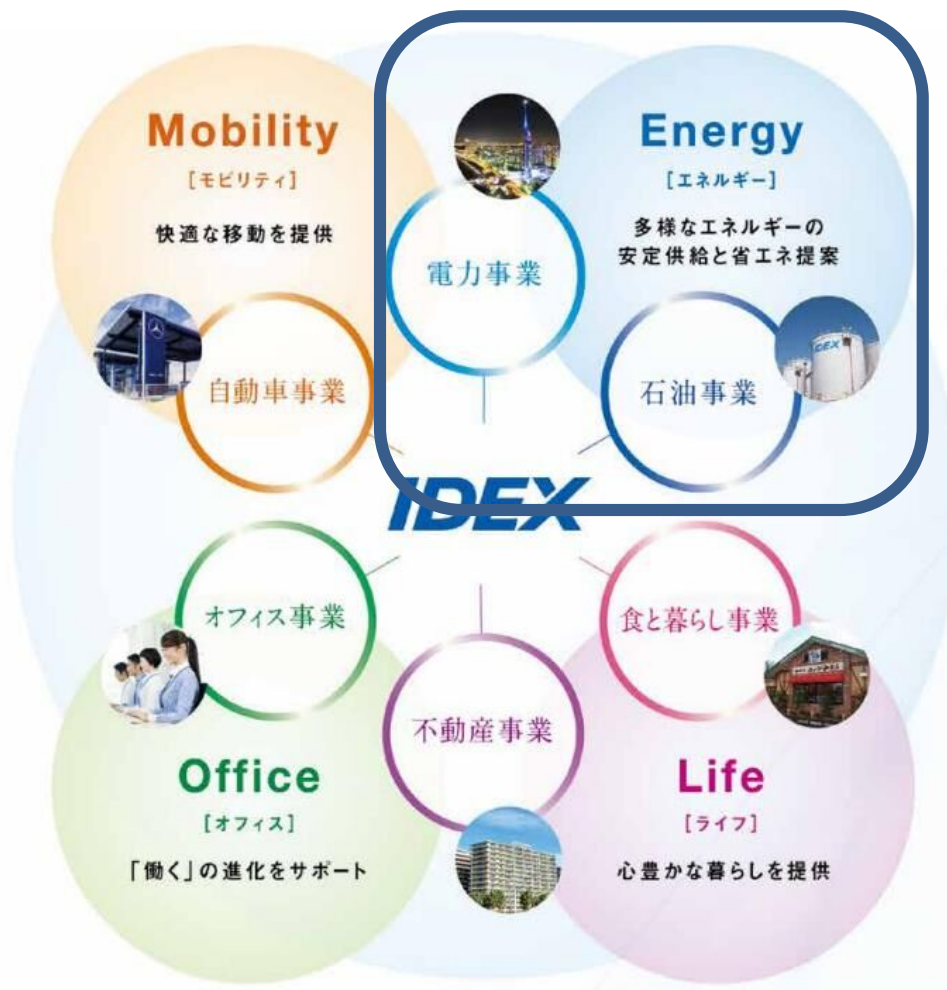 Mobility
[モビリティ]
快適な移動を提供
自動車事業
電力事業
Energy
[エネルギー]
多様なエネルギーの
安定供給と省エネ提案
石油事業
IDEX
IDEX
オフィス事業
Office
[オフィス]
「働く」の進化をサポート
不動産事業
食と暮らし事業
Life
[ライフ]
心豊かな暮らしを提供